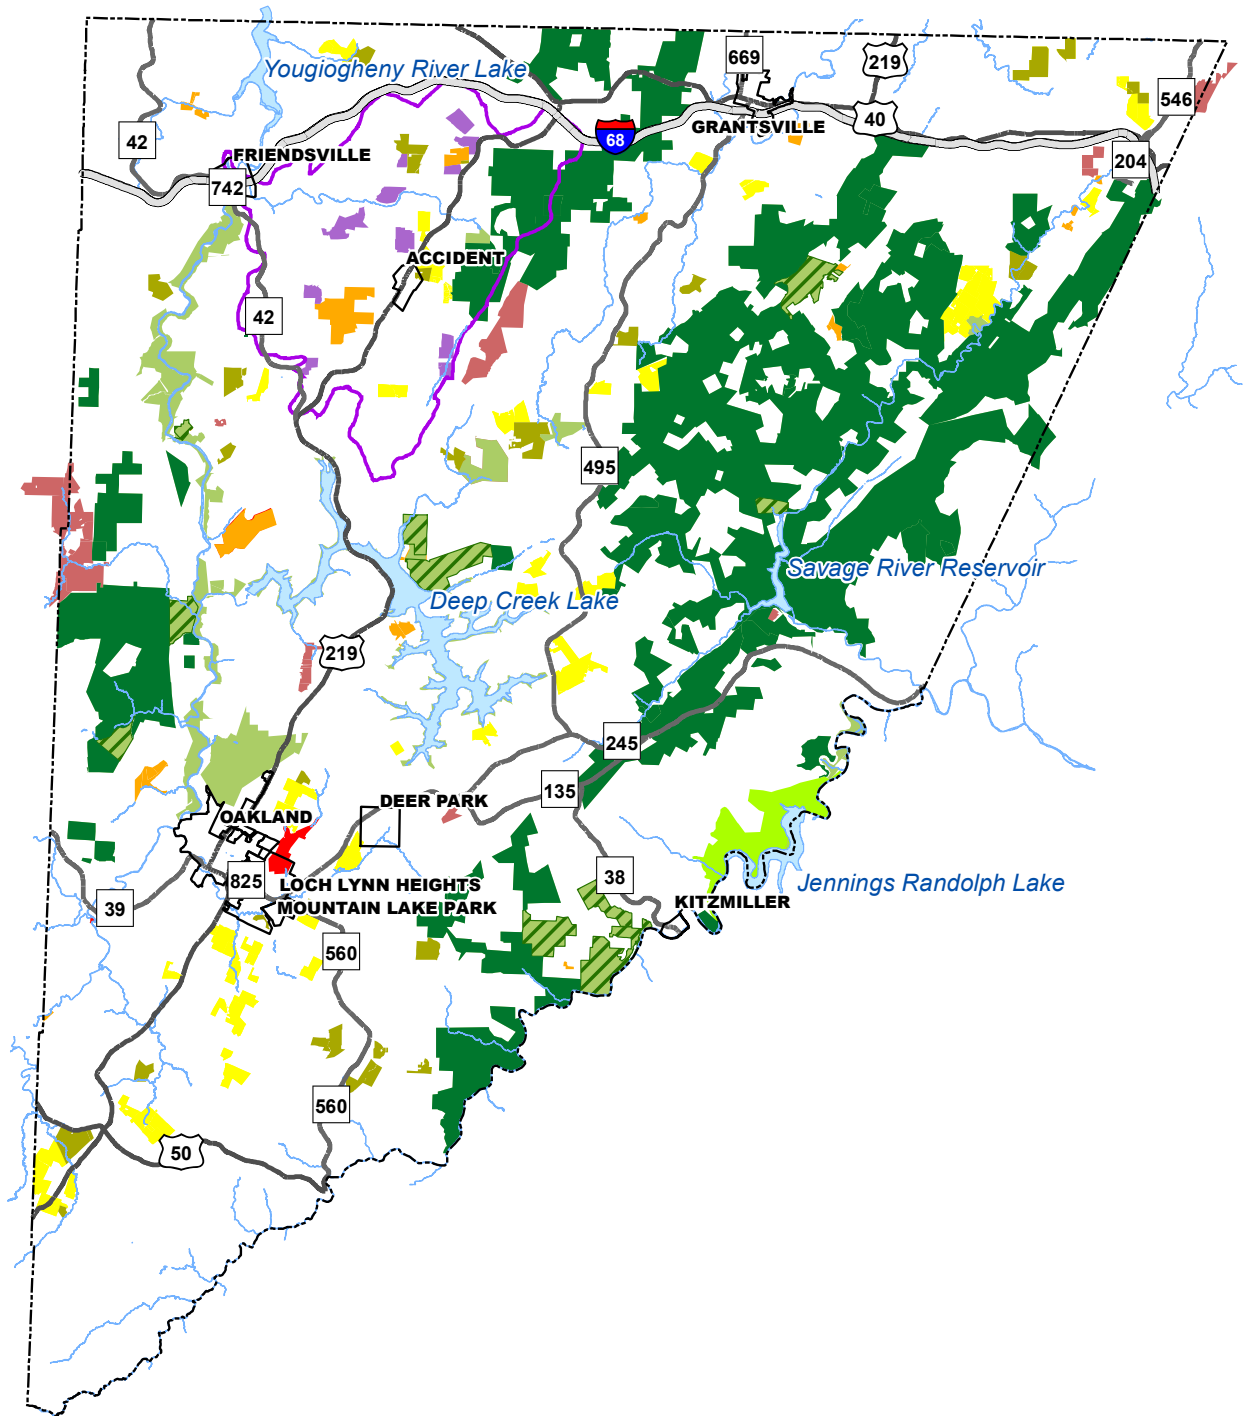 669
219
Yougiogheny River Lake
546
40
GRANTSVILLE
42
68
FRIENDSVILLE
204
742
ACCIDENT
42
495
Savage River Reservoir
Deep Creek Lake
219
245
135
DEER PARK
OAKLAND
38
825
LOCH LYNN HEIGHTS
Jennings Randolph Lake
KITZMILLER
39
MOUNTAIN LAKE PARK
560
560
50